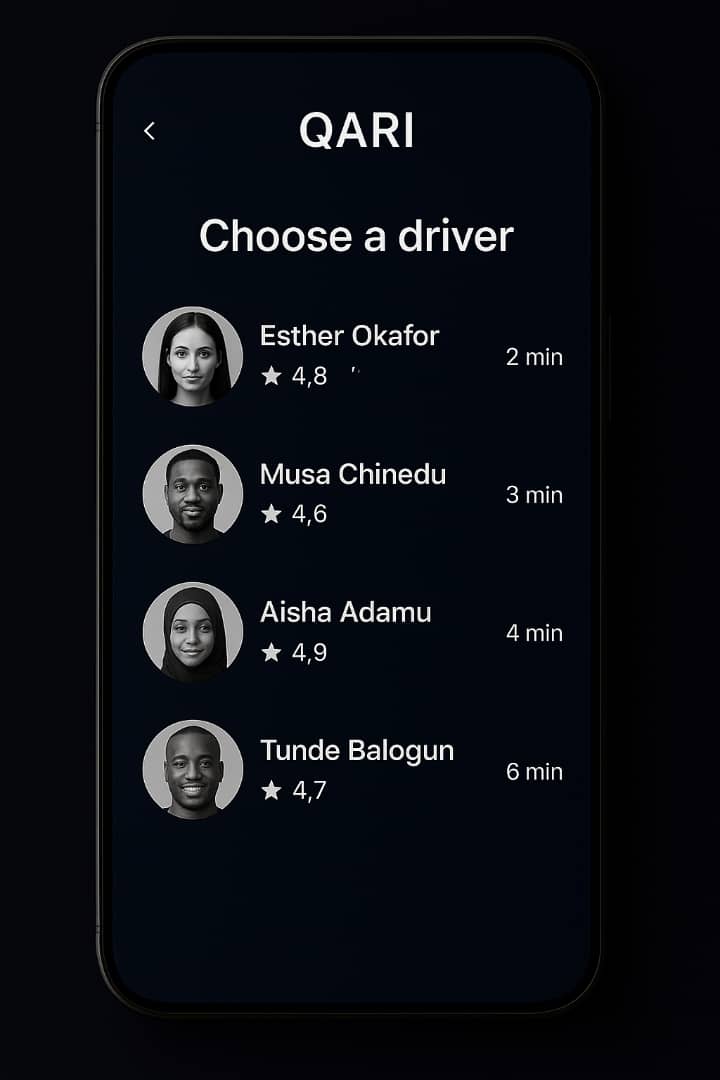 QARI
Choose a driver
Esther Okafor
★ 4,8
2 min
Musa Chinedu
★ 4,6
3 min
Aisha Adamu
★ 4,9
4 min
Tunde Balogun
★ 4,7
6 min